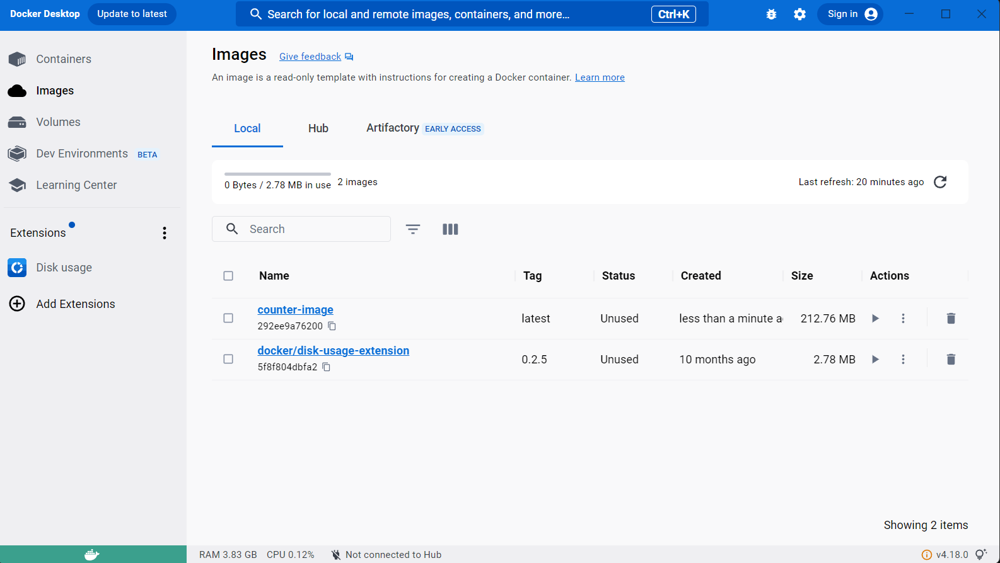 Docker Desktop Update to latest Search for local and remote images, containers, and more... Ctrl+K Sign in
Containers
Images
Volumes
Dev Environments BETA
Learning Center
Extensions
Disk usage
Add Extensions
Images Give feedback
An image is a read-only template with instructions for creating a Docker container. Learn more
Local Hub Artifactory EARLY ACCESS
0 Bytes / 2.78 MB in use 2 images Last refresh: 20 minutes ago
Search
Name Tag Status Created Size Actions
counter-image
292ee9a76200
latest Unused less than a minute a 212.76 MB
docker/disk-usage-extension
5f8f804dbfa2
0.2.5 Unused 10 months ago 2.78 MB
Showing 2 items
RAM 3.83 GB CPU 0.12% Not connected to Hub v4.18.0